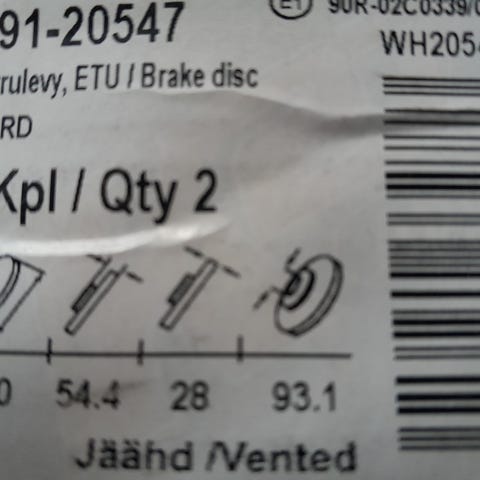 91-20547
E1 90R-02C0339/
WH205
rulevy, ETU / Brake disc
RD
Kpl / Qty 2
0 54.4 28 93.1
Jäähd /Vented